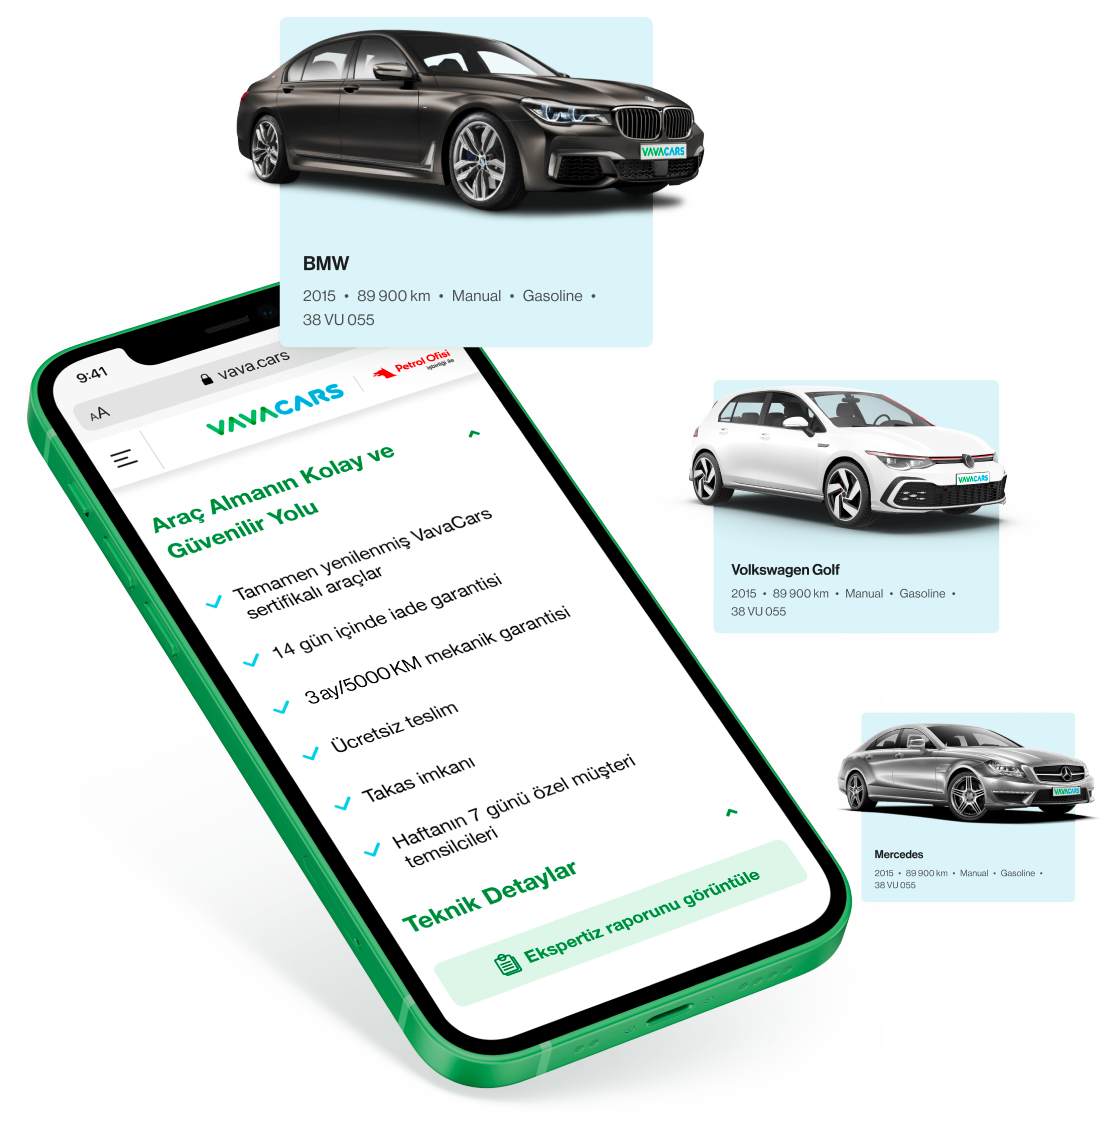 VAVACARS
BMW
2015 • 89 900 km • Manual • Gasoline •
38 VU 055
9:41
AA
vava.cars
VAVACARS
Petrol Ofisi
işbirliği ile
Araç Almanın Kolay ve
Güvenilir Yolu
Tamamen yenilenmiş VavaCars
sertifikalı araçlar
14 gün içinde iade garantisi
3 ay/5000 KM mekanik garantisi
Ücretsiz teslim
Takas imkanı
Haftanın 7 günü özel müşteri
temsilcileri
Teknik Detaylar
Ekspertiz raporunu görüntüle
VAVACARS
Volkswagen Golf
2015 • 89 900 km • Manual • Gasoline •
38 VU 055
VAVACARS
Mercedes
2015 • 89 900 km • Manual • Gasoline •
38 VU 055